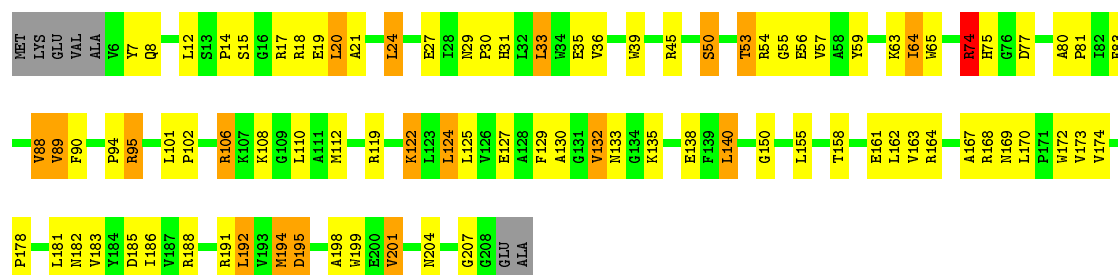 MET LYS GLU VAL ALA V6 Y7 Q8 L12 S13 P14 S15 G16 R17 R18 E19 L20 A21 L24 E27 I28 N29 P30 H31 L32 L33 W34 E35 V36 W39 R45 S50 T53 R54 G55 E56 V57 A58 Y59 K63 I64 W65 R74 H75 G76 D77 A80 P81 I82 F83
V88 V89 F90 P94 R95 L101 P102 R106 K107 K108 G109 L110 A111 M112 R119 K122 L123 L124 L125 V126 E127 A128 F129 A130 G131 V132 N133 G134 K135 E138 F139 L140 G150 L155 T158 E161 L162 V163 R164 A167 R168 N169 L170 P171 W172 V173 V174
P178 L181 N182 V183 Y184 D185 I186 V187 R188 R191 L192 V193 M194 D195 A198 W199 E200 V201 N204 G207 G208 GLU ALA